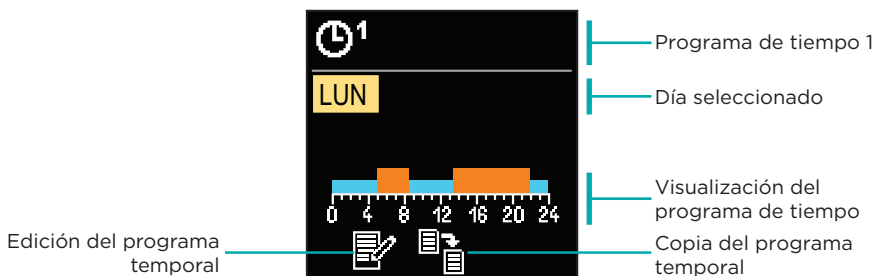 1
Programa de tiempo 1
LUN
Día seleccionado
0 4 8 12 16 20 24
Visualización del
programa de tiempo
Edición del programa
temporal
Copia del programa
temporal